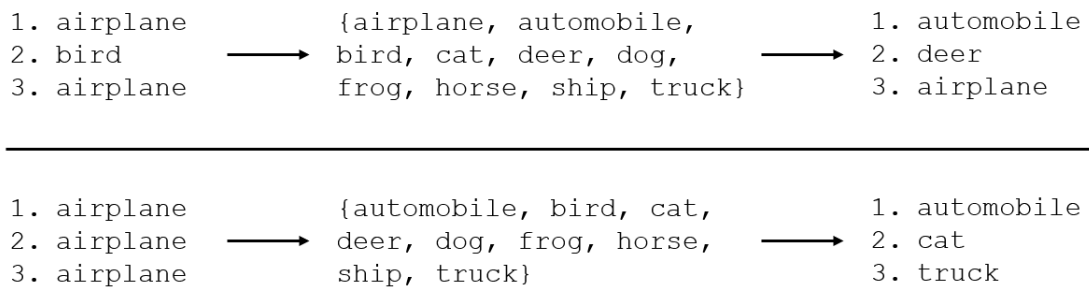 1. airplane {airplane, automobile, 1. automobile
2. bird bird, cat, deer, dog, 2. deer
3. airplane frog, horse, ship, truck} 3. airplane
1. airplane {automobile, bird, cat, 1. automobile
2. airplane deer, dog, frog, horse, 2. cat
3. airplane ship, truck} 3. truck